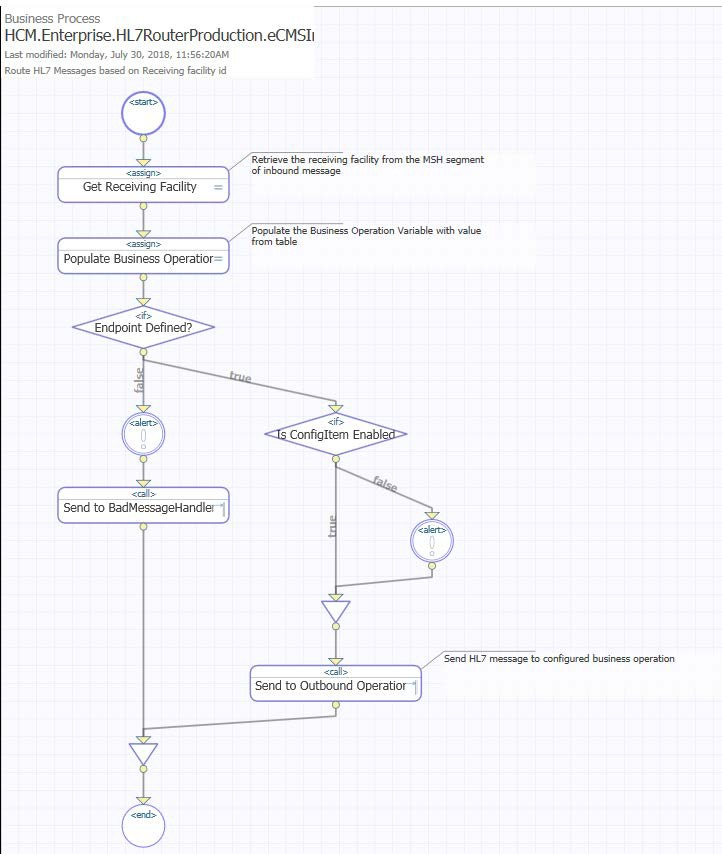 Business Process
HCM.Enterprise.HL7RouterProduction.eCMSI
Last modified: Monday, July 30, 2018, 11:56:20AM
Route HL7 Messages based on Receiving facility id
<start>
<assign>
Get Receiving Facility =
Retrieve the receiving facility from the MSH segment
of inbound message
<assign>
Populate Business Operation=
Populate the Business Operation Variable with value
from table
<if>
Endpoint Defined?
false
true
<alert>
!
<if>
Is ConfigItem Enabled
<call>
Send to BadMessageHandler
true
false
<alert>
!
<call>
Send to Outbound Operation
Send HL7 message to configured business operation
<end>